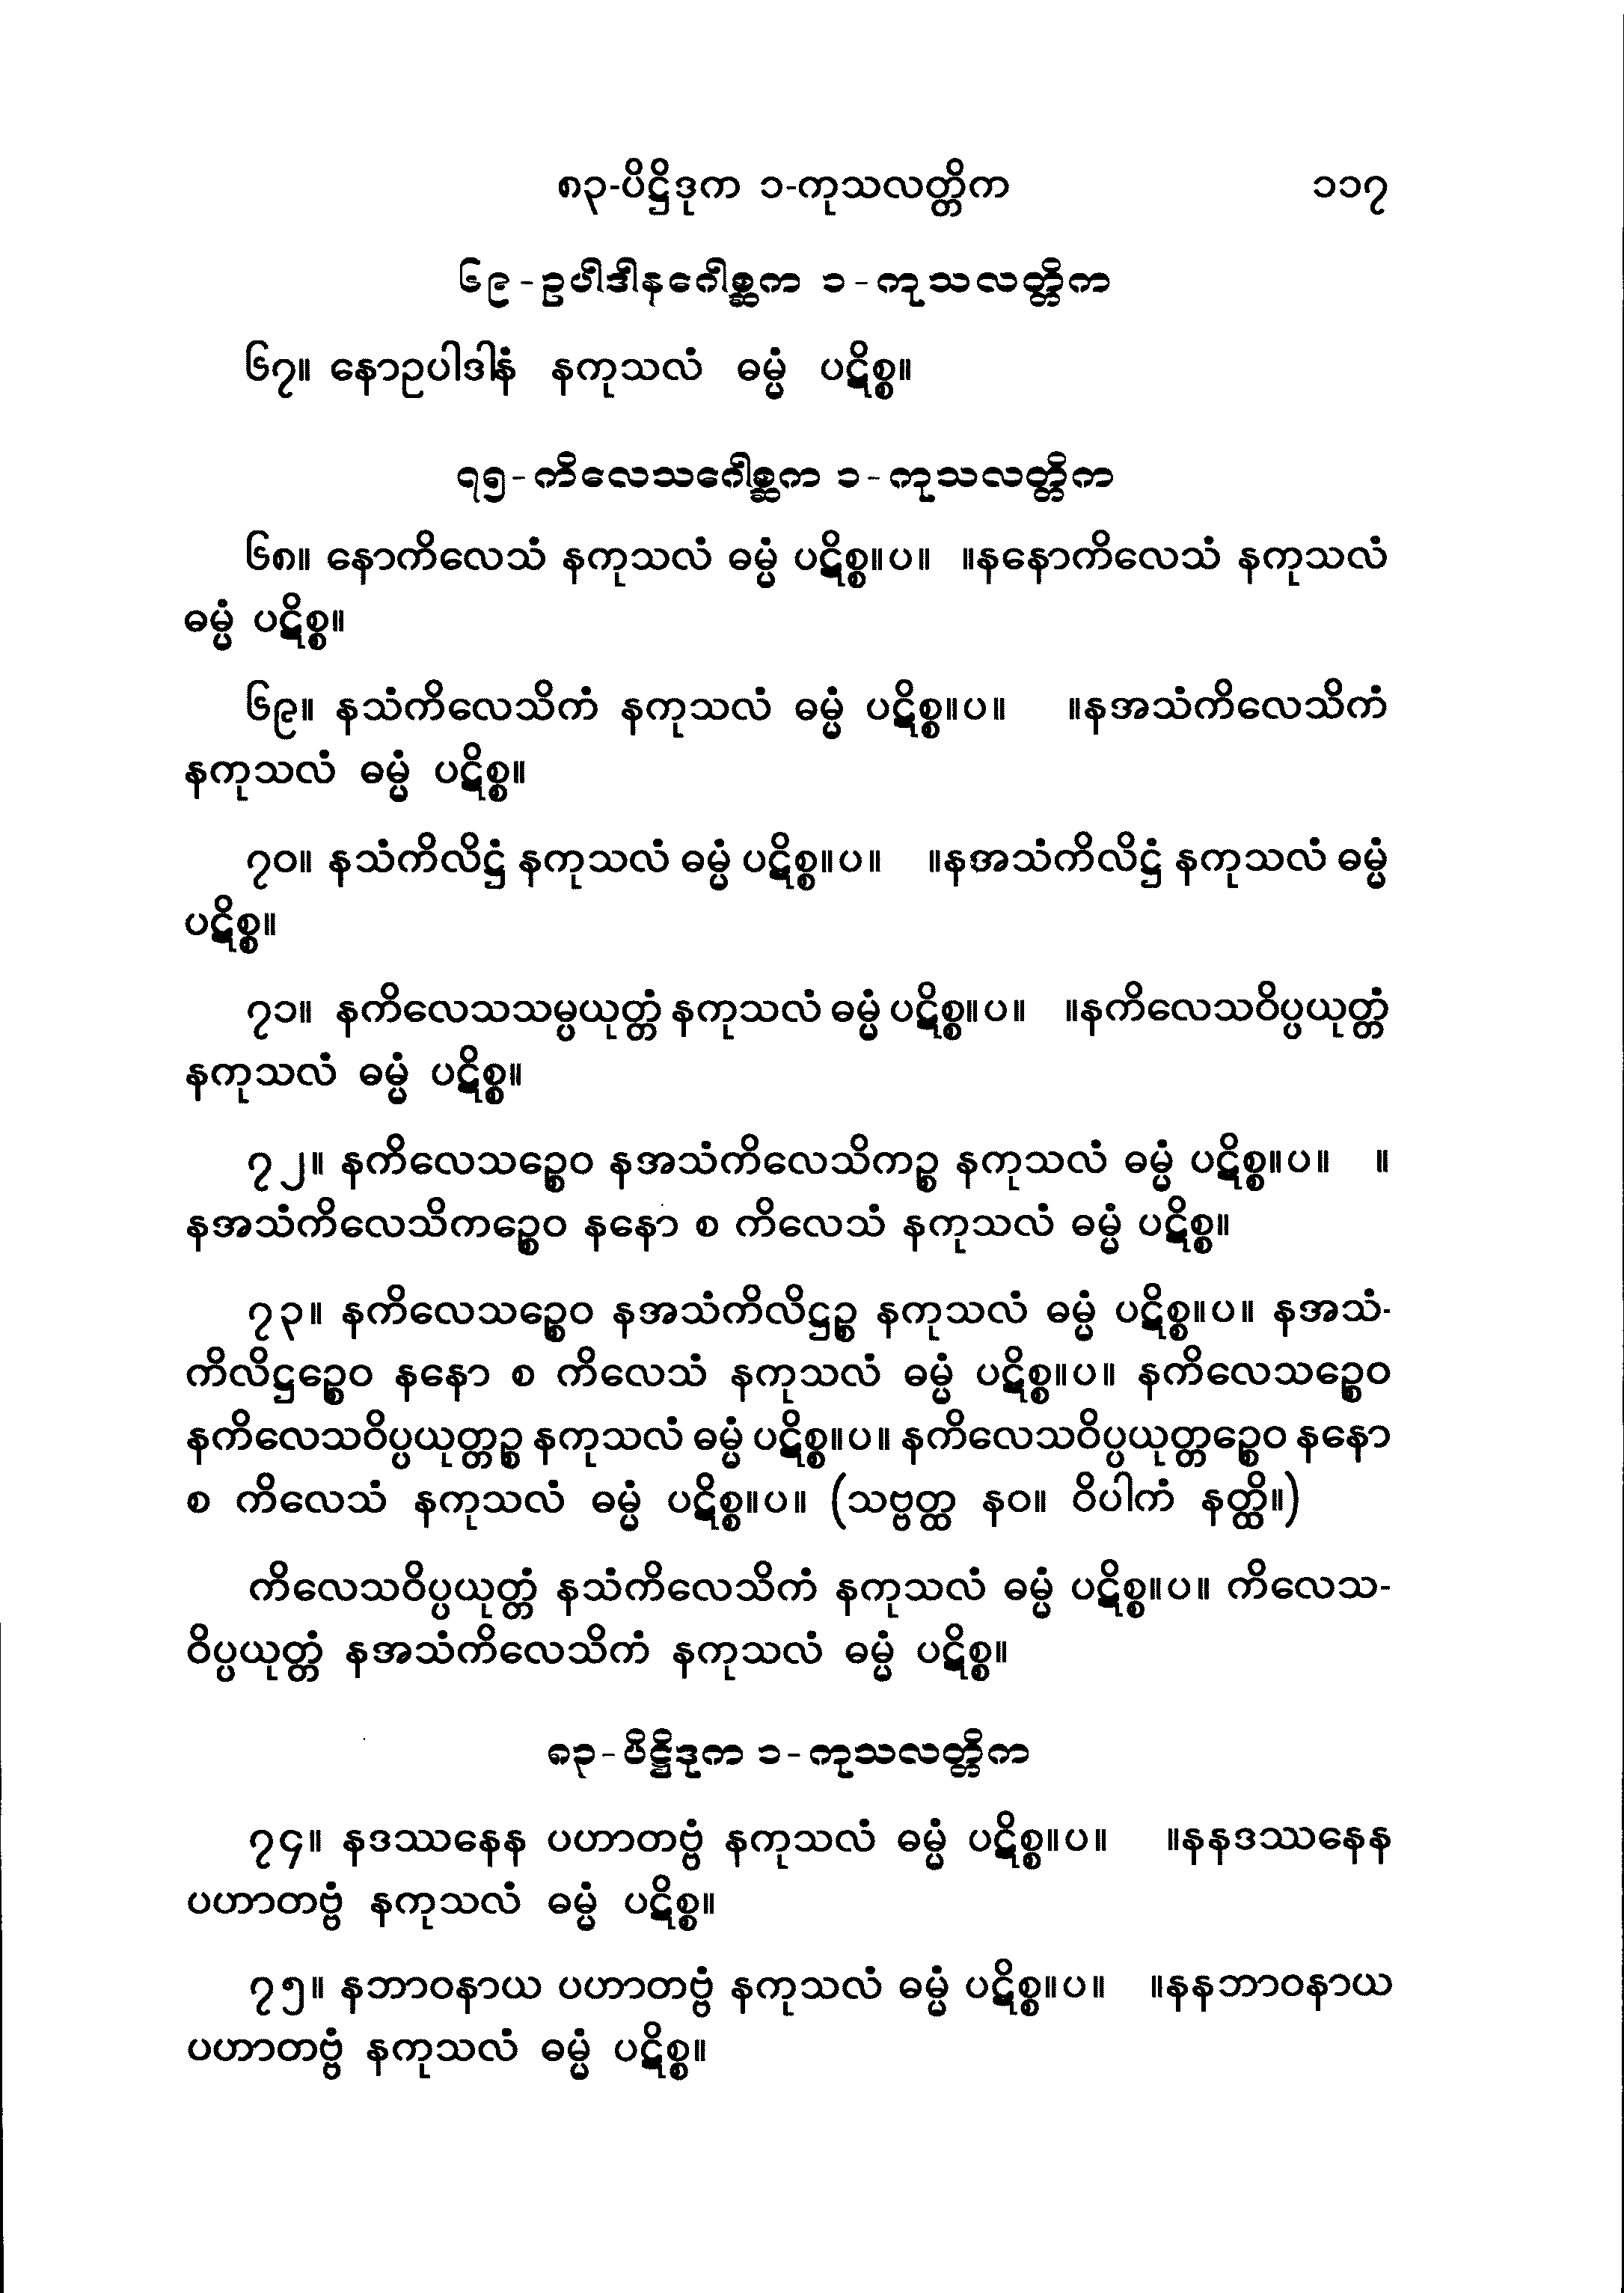 ၈၃-ပိဋ္ဌိဒုက ၁-ကုသလတ္တိက ၁၁၇
၆၉-ဥပါဒါနဂေါစ္ဆက ၁-ကုသလတ္တိက
၆၇။ နောဥပါဒါနံ နကုသလံ ဓမ္မံ ပဋိစ္စ။
၇၅-ကိလေသဂေါစ္ဆက ၁-ကုသလတ္တိက
၆၈။ နောကိလေသံ နကုသလံ ဓမ္မံ ပဋိစ္စ။ပ။ ။နနောကိလေသံ နကုသလံ
ဓမ္မံ ပဋိစ္စ။
၆၉။ နသံကိလေသိကံ နကုသလံ ဓမ္မံ ပဋိစ္စ။ပ။ ။နအသံကိလေသိကံ
နကုသလံ ဓမ္မံ ပဋိစ္စ။
၇၀။ နသံကိလိဋ္ဌံ နကုသလံ ဓမ္မံ ပဋိစ္စ။ပ။ ။နအသံကိလိဋ္ဌံ နကုသလံ ဓမ္မံ
ပဋိစ္စ။
၇၁။ နကိလေသသမ္ပယုတ္တံ နကုသလံ ဓမ္မံ ပဋိစ္စ။ပ။ ။နကိလေသဝိပ္ပယုတ္တံ
နကုသလံ ဓမ္မံ ပဋိစ္စ။
၇၂။ နကိလေသဉ္စေဝ နအသံကိလေသိကဉ္စ နကုသလံ ဓမ္မံ ပဋိစ္စ။ပ။ ။
နအသံကိလေသိကဉ္စေဝ နနော စ ကိလေသံ နကုသလံ ဓမ္မံ ပဋိစ္စ။
၇၃။ နကိလေသဉ္စေဝ နအသံကိလိဋ္ဌဉ္စ နကုသလံ ဓမ္မံ ပဋိစ္စ။ပ။ နအသံ-
ကိလိဋ္ဌဉ္စေဝ နနော စ ကိလေသံ နကုသလံ ဓမ္မံ ပဋိစ္စ။ပ။ နကိလေသဉ္စေဝ
နကိလေသဝိပ္ပယုတ္တဉ္စ နကုသလံ ဓမ္မံ ပဋိစ္စ။ပ။ နကိလေသဝိပ္ပယုတ္တဉ္စေဝ နနော
စ ကိလေသံ နကုသလံ ဓမ္မံ ပဋိစ္စ။ပ။ (သဗ္ဗတ္ထ နဝ။ ဝိပါကံ နတ္ထိ။)
ကိလေသဝိပ္ပယုတ္တံ နသံကိလေသိကံ နကုသလံ ဓမ္မံ ပဋိစ္စ။ပ။ ကိလေသ-
ဝိပ္ပယုတ္တံ နအသံကိလေသိကံ နကုသလံ ဓမ္မံ ပဋိစ္စ။
၈၃-ပိဋ္ဌိဒုက ၁-ကုသလတ္တိက
၇၄။ နဒဿနေန ပဟာတဗ္ဗံ နကုသလံ ဓမ္မံ ပဋိစ္စ။ပ။ ။နနဒဿနေန
ပဟာတဗ္ဗံ နကုသလံ ဓမ္မံ ပဋိစ္စ။
၇၅။ နဘာဝနာယ ပဟာတဗ္ဗံ နကုသလံ ဓမ္မံ ပဋိစ္စ။ပ။ ။နနဘာဝနာယ
ပဟာတဗ္ဗံ နကုသလံ ဓမ္မံ ပဋိစ္စ။